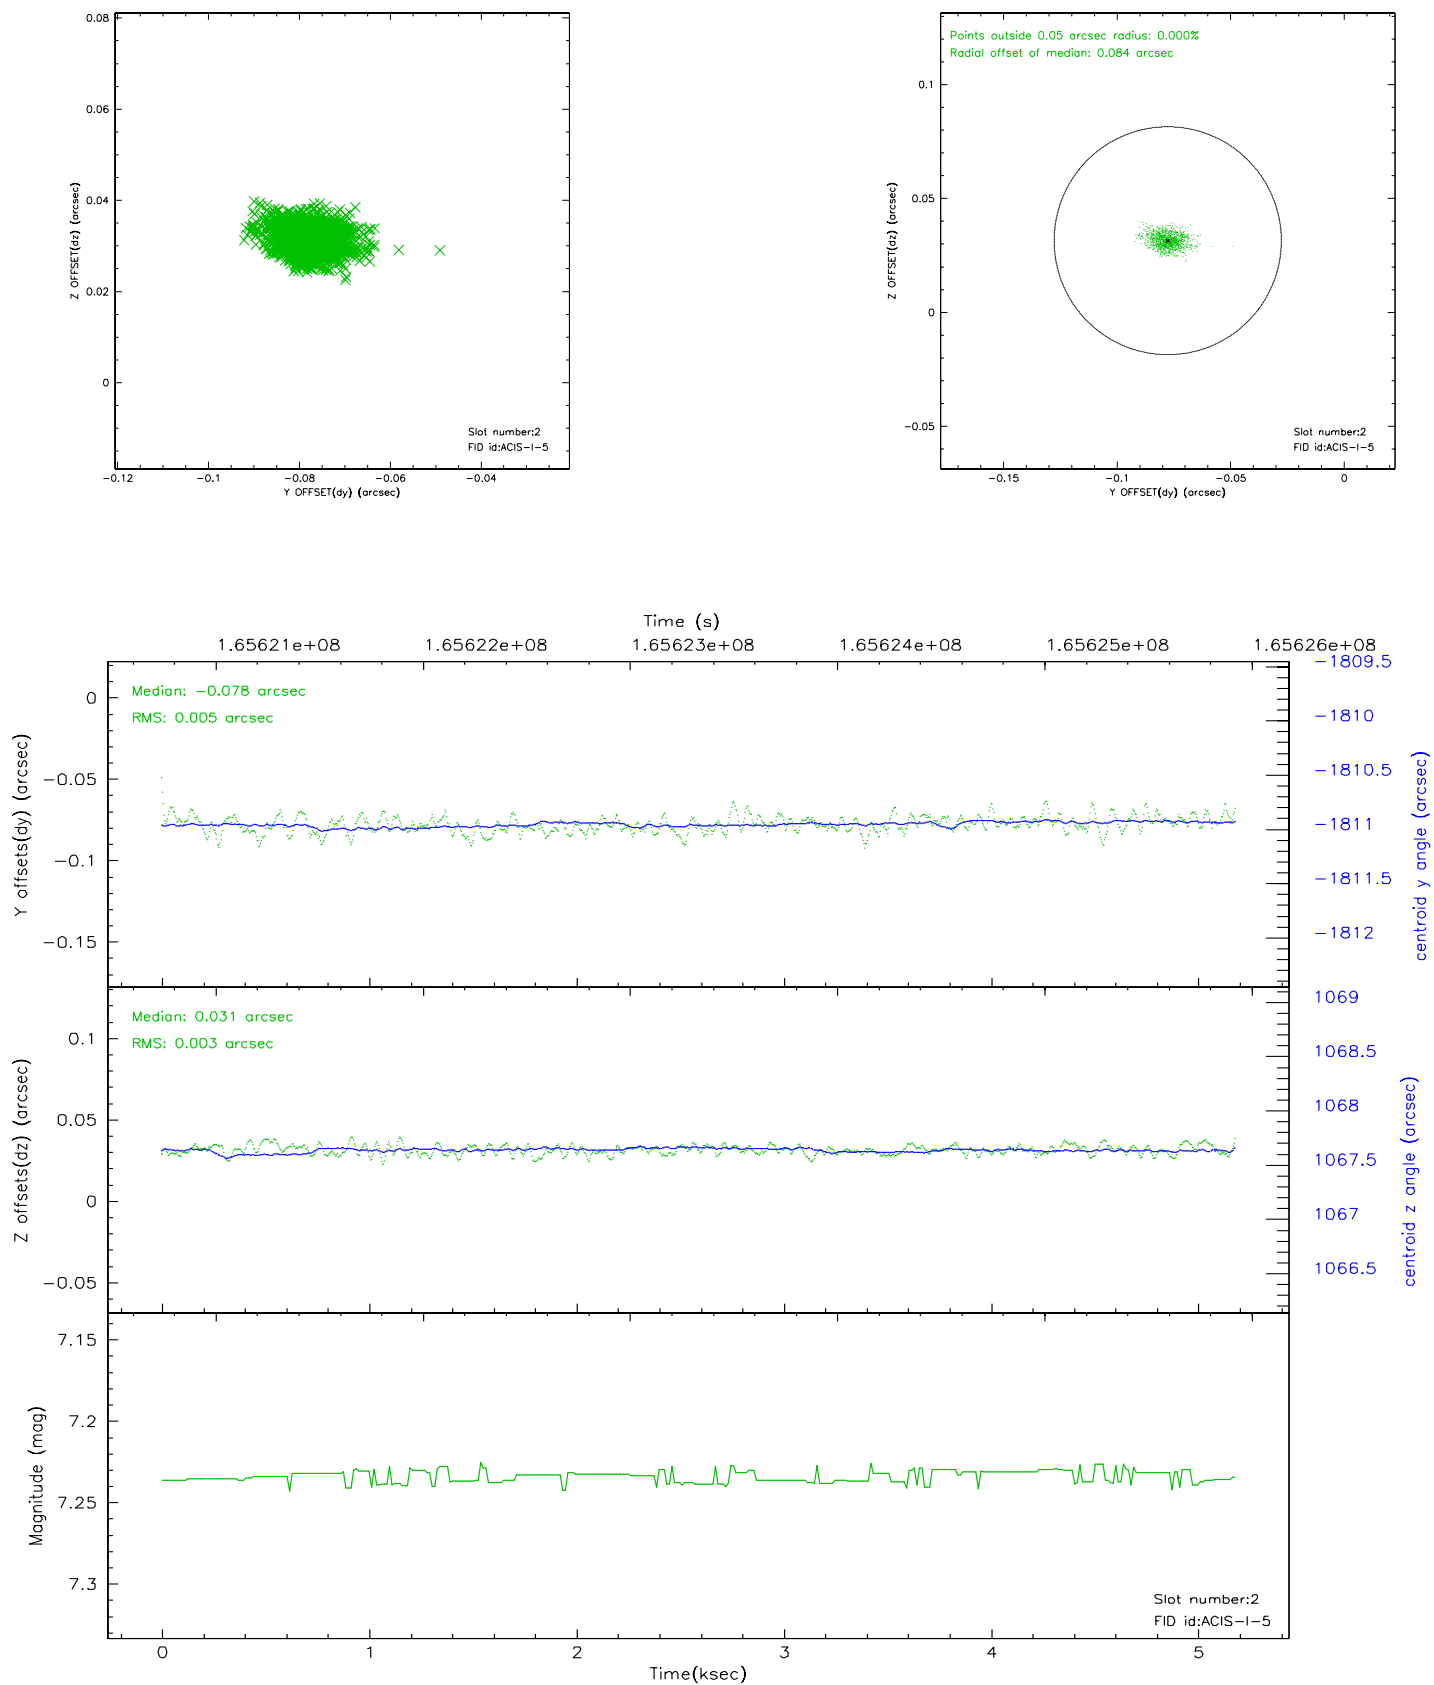 0.08
0.06
0.04
0.02
0
Z OFFSET(dz) (arcsec)
Slot number:2
FID id:ACIS-I-5
-0.12 -0.1 -0.08 -0.06 -0.04
Y OFFSET(dy) (arcsec)
Points outside 0.05 arcsec radius: 0.000%
Radial offset of median: 0.084 arcsec
0.1
0.05
0
-0.05
Z OFFSET(dz) (arcsec)
Slot number:2
FID id:ACIS-I-5
-0.15 -0.1 -0.05 0
Y OFFSET(dy) (arcsec)
Time (s)
1.65621e+08 1.65622e+08 1.65623e+08 1.65624e+08 1.65625e+08 1.65626e+08
Median: -0.078 arcsec
RMS: 0.005 arcsec
0
-0.05
-0.1
-0.15
Y offsets(dy) (arcsec)
-1809.5
-1810
-1810.5
-1811
-1811.5
-1812
centroid y angle (arcsec)
Median: 0.031 arcsec
RMS: 0.003 arcsec
0.1
0.05
0
-0.05
Z offsets(dz) (arcsec)
1069
1068.5
1068
1067.5
1067
1066.5
centroid z angle (arcsec)
7.15
7.2
7.25
7.3
Magnitude (mag)
Slot number:2
FID id:ACIS-I-5
0 1 2 3 4 5
Time(ksec)